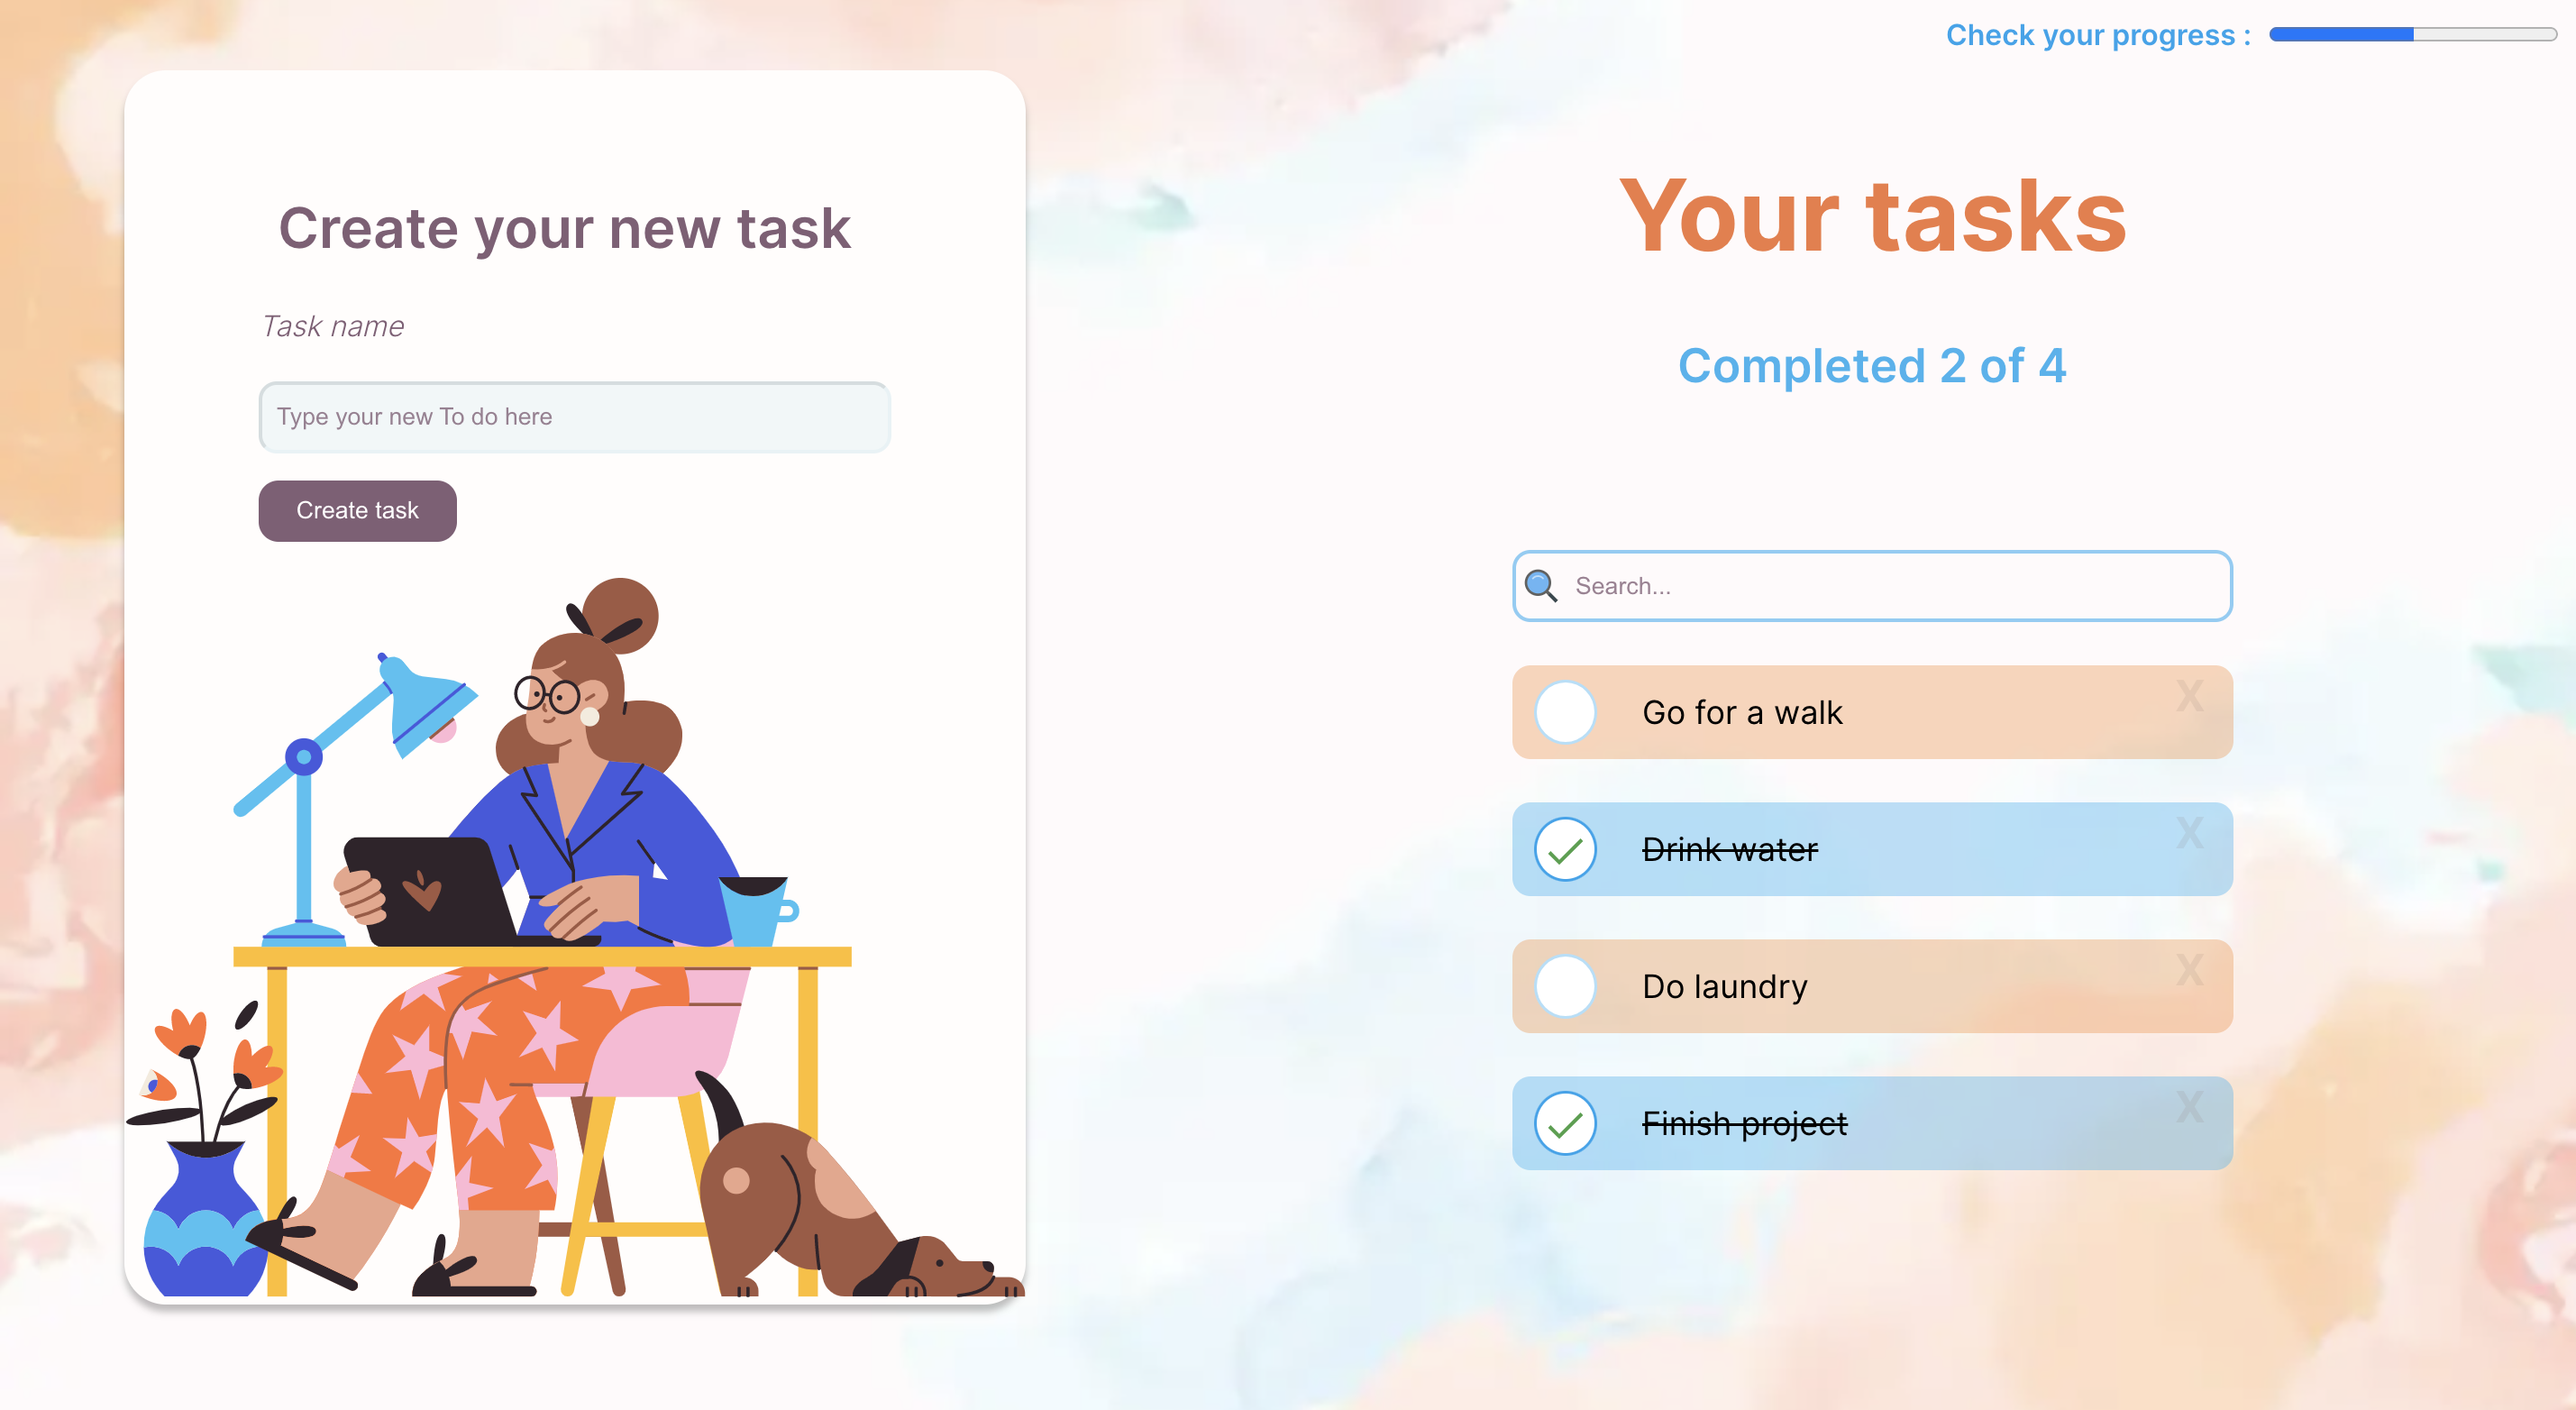 Check your progress :
Create your new task
Task name
Type your new To do here
Create task
Your tasks
Completed 2 of 4
Search...
Go for a walk
X
Drink water
X
Do laundry
X
Finish project
X